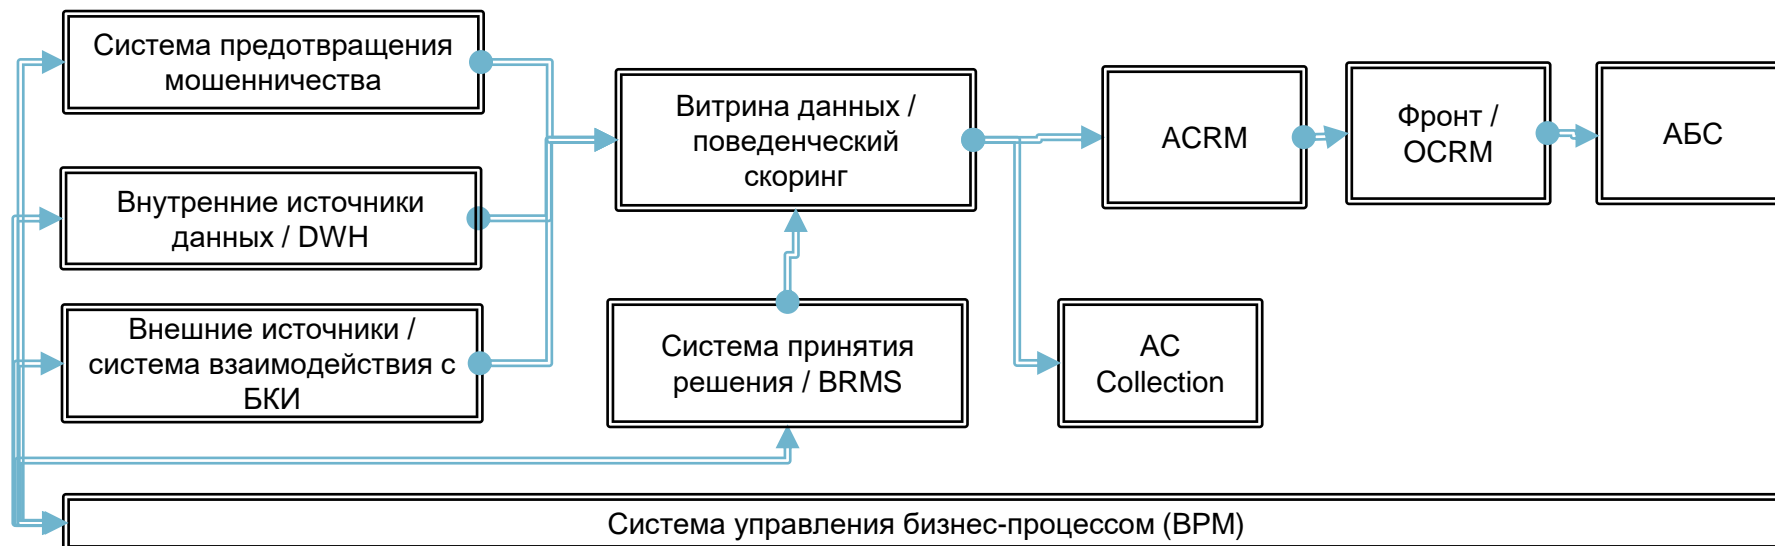 Система предотвращения
мошенничества
Внутренние источники
данных / DWH
Внешние источники /
система взаимодействия с
БКИ
Витрина данных /
поведенческий
скоринг
Система принятия
решения / BRMS
ACRM
Фронт /
OCRM
АБС
АС
Collection
Система управления бизнес-процессом (BPM)